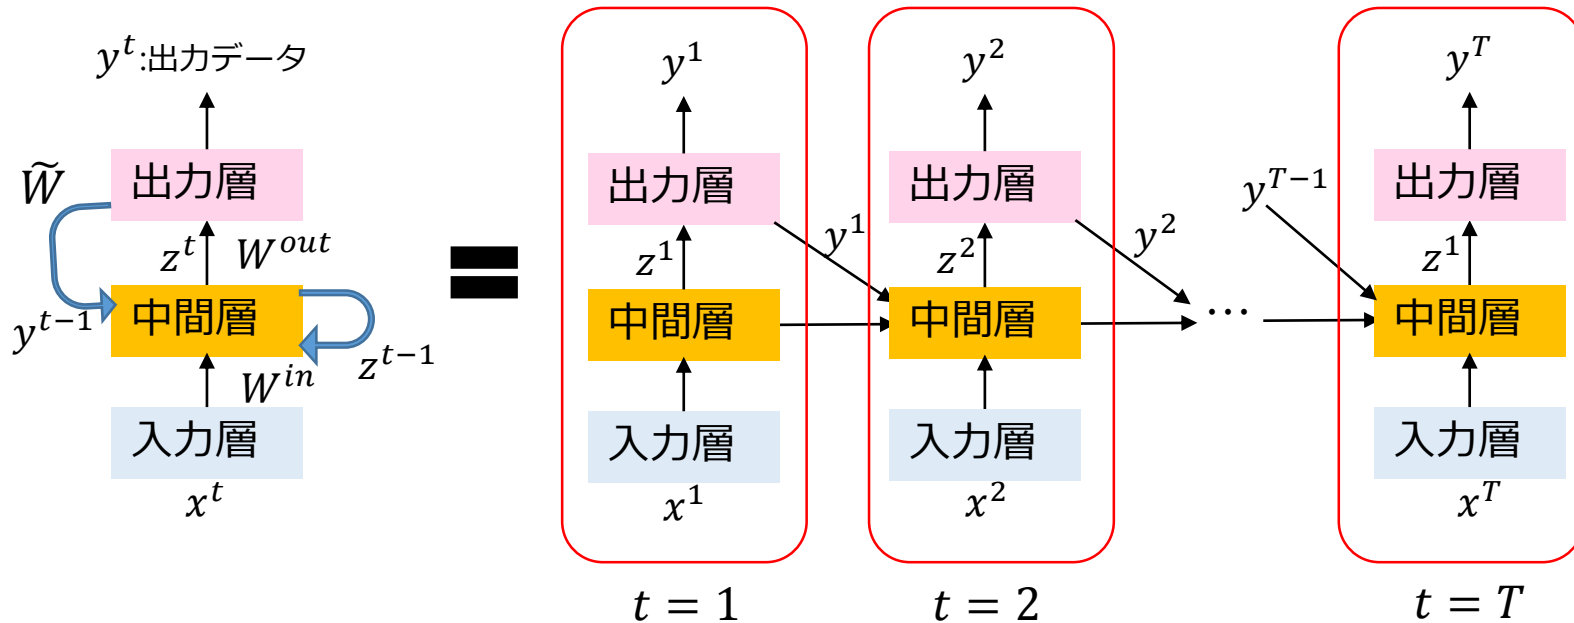 y^t:出力データ
W̃
出力層
z^t
W^out
y^{t−1}
中間層
z^{t−1}
W^in
入力層
x^t
=
y^1
出力層
z^1
y^1
中間層
入力層
x^1
t = 1
y^2
出力層
z^2
y^2
中間層
入力層
x^2
t = 2
…
y^T
y^{T−1}
出力層
z^1
中間層
入力層
x^T
t = T